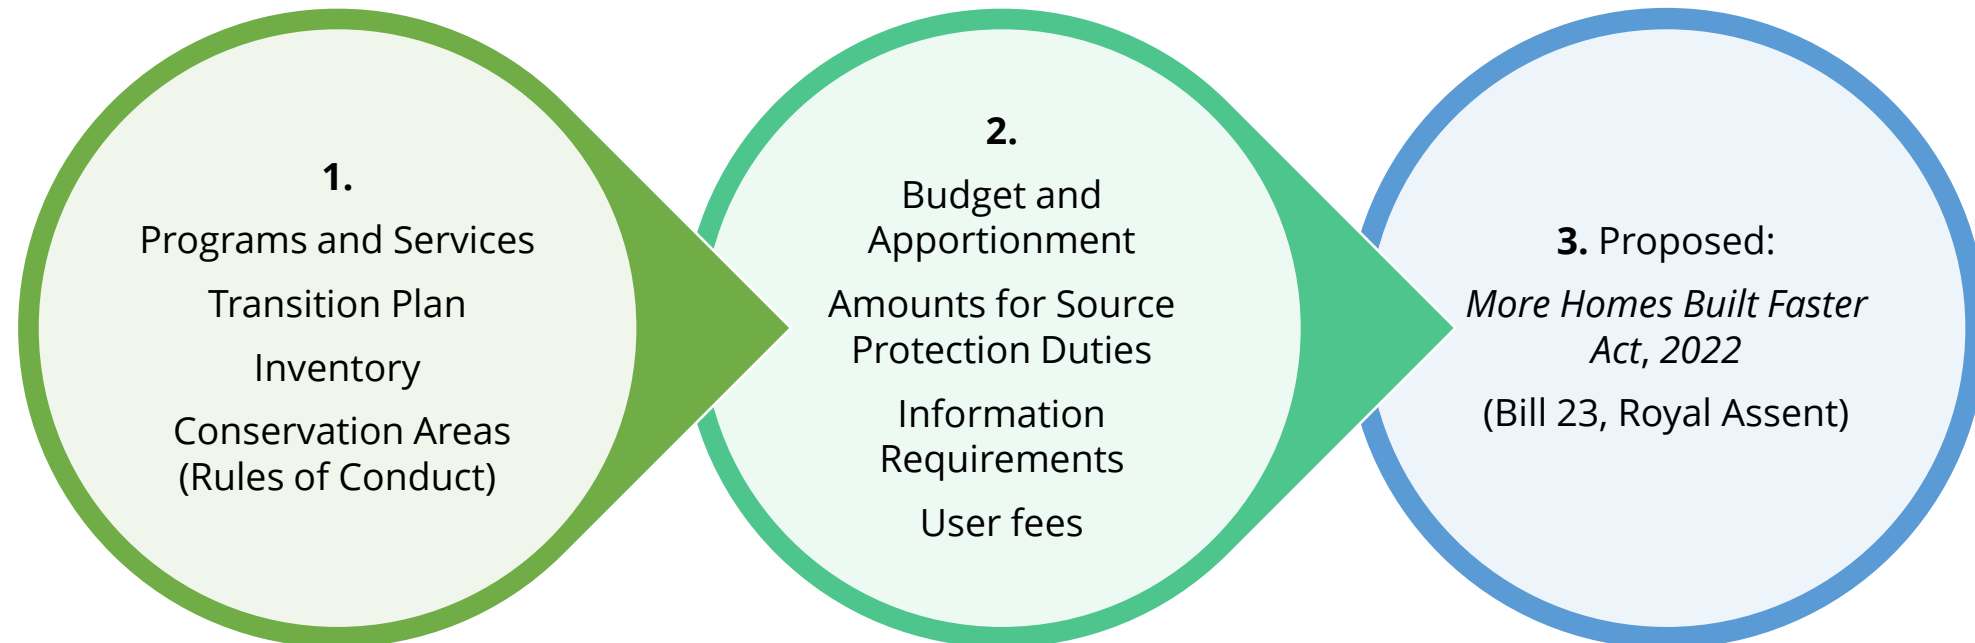 1.
Programs and Services
Transition Plan
Inventory
Conservation Areas
(Rules of Conduct)
2.
Budget and
Apportionment
Amounts for Source
Protection Duties
Information
Requirements
User fees
3. Proposed:
More Homes Built Faster
Act, 2022
(Bill 23, Royal Assent)